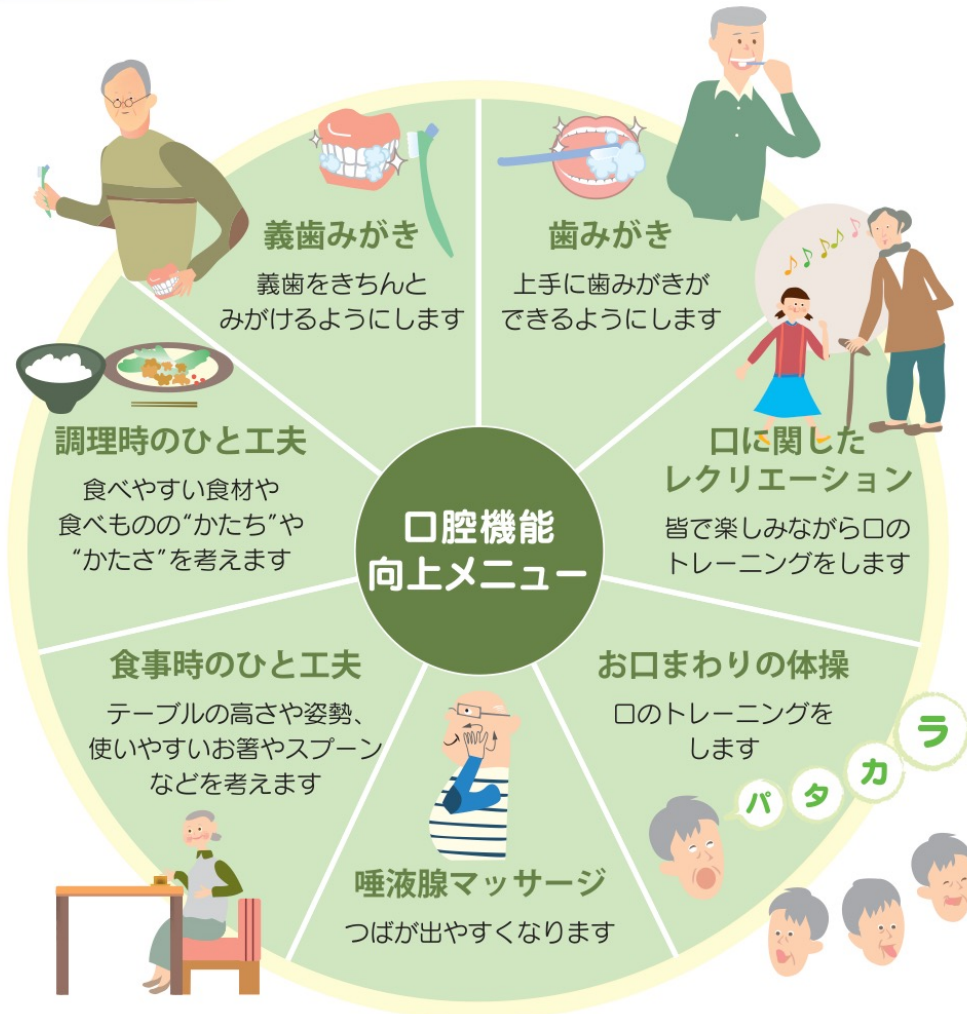 義歯みがき
義歯をきちんと
みがけるようにします
歯みがき
上手に歯みがきが
できるようにします
口に関した
レクリエーション
皆で楽しみながら口の
トレーニングをします
お口まわりの体操
口のトレーニングを
します
パ タ カ ラ
唾液腺マッサージ
つばが出やすくなります
食事時のひと工夫
テーブルの高さや姿勢、
使いやすいお箸やスプーン
などを考えます
調理時のひと工夫
食べやすい食材や
食べものの“かたち”や
“かたさ”を考えます
口腔機能
向上メニュー